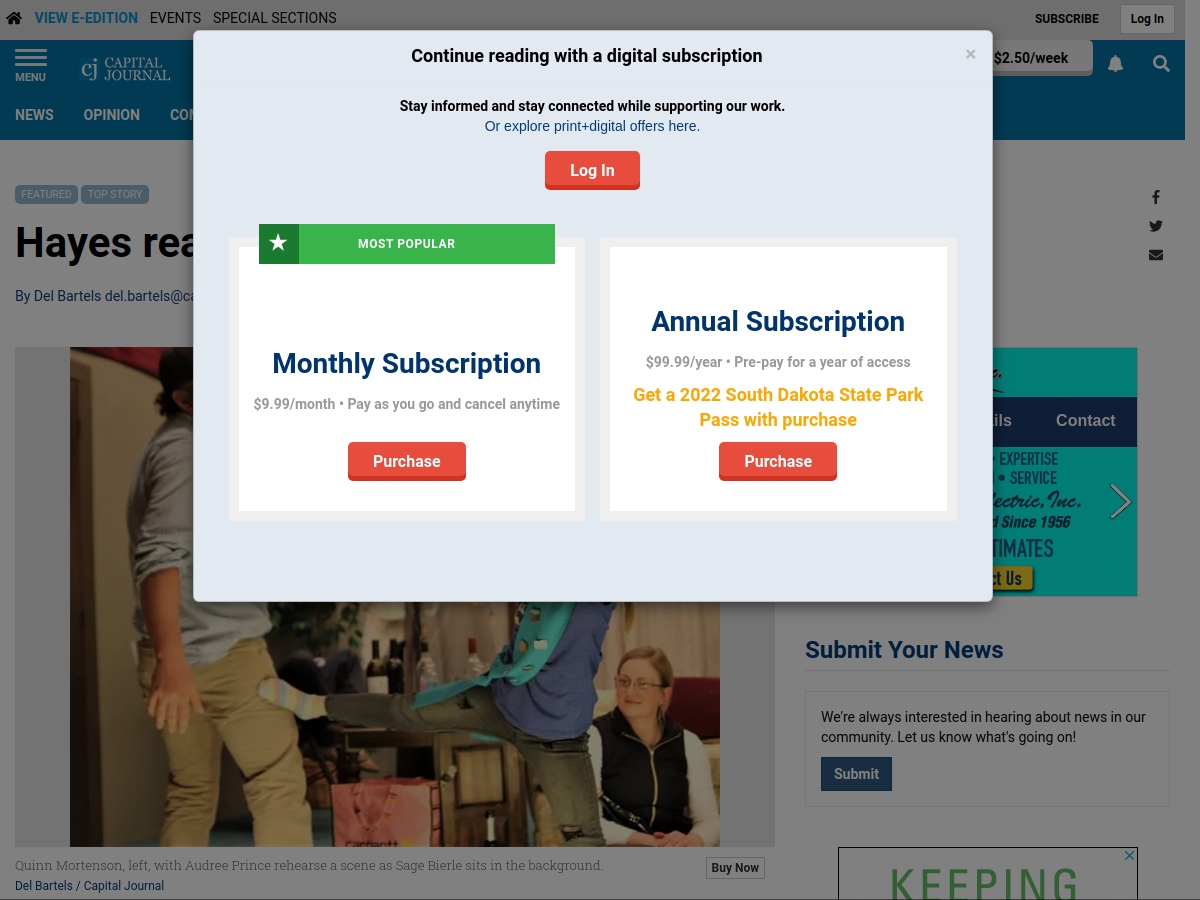 VIEW E-EDITION EVENTS SPECIAL SECTIONS
SUBSCRIBE Log In
Continue reading with a digital subscription ×
$2.50/week
MENU
cj CAPITAL JOURNAL
NEWS OPINION
Stay informed and stay connected while supporting our work.
Or explore print+digital offers here.
Log In
FEATURED TOP STORY
Hayes
By Del Bartels
MOST POPULAR
Monthly Subscription
$9.99/month • Pay as you go and cancel anytime
Purchase
Annual Subscription
$99.99/year • Pre-pay for a year of access
Get a 2022 South Dakota State Park
Pass with purchase
Purchase
Contact
• EXPERTISE
• SERVICE
Inc.
d Since 1956
TIMATES
ct Us
Submit Your News
We're always interested in hearing about news in our
community. Let us know what's going on!
Submit
carhartt
Quinn Mortenson, left, with Audree Prince rehearse a scene as Sage Bierle sits in the background.
Buy Now
Del Bartels / Capital Journal
KEEPING